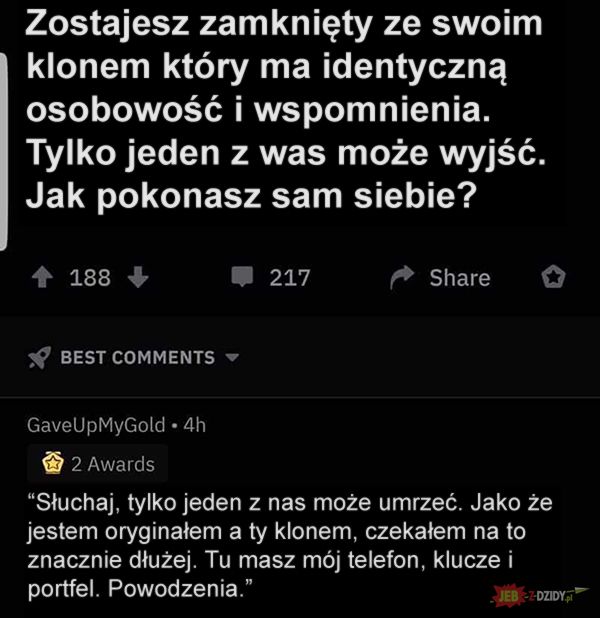 Zostajesz zamknięty ze swoim
klonem który ma identyczną
osobowość i wspomnienia.
Tylko jeden z was może wyjść.
Jak pokonasz sam siebie?
188 217 Share
BEST COMMENTS
GaveUpMyGold • 4h
2 Awards
“Słuchaj, tylko jeden z nas może umrzeć. Jako że
jestem oryginałem a ty klonem, czekałem na to
znacznie dłużej. Tu masz mój telefon, klucze i
portfel. Powodzenia.”
JEB-Z-DZIDY.pl